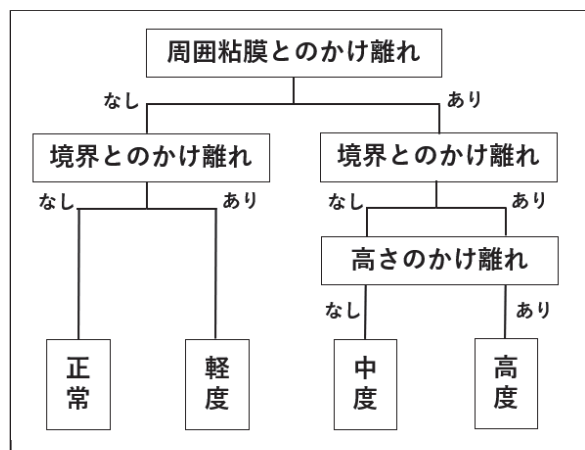 周囲粘膜とのかけ離れ
なし
あり
境界とのかけ離れ
境界とのかけ離れ
なし
あり
なし
あり
高さのかけ離れ
なし
あり
正常
軽度
中度
高度